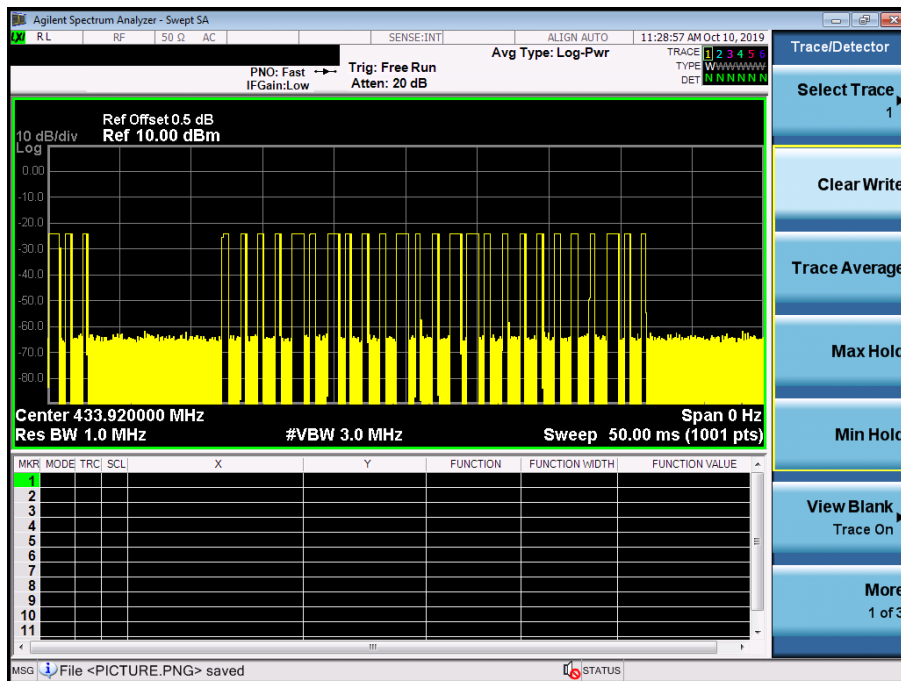 Agilent Spectrum Analyzer - Swept SA
LXI RL RF 50 Ω AC SENSE:INT ALIGN AUTO 11:28:57 AM Oct 10, 2019
PNO: Fast
IFGain:Low
Trig: Free Run
Atten: 20 dB
Avg Type: Log-Pwr
TRACE 1 2 3 4 5 6
TYPE WWWWWW
DET N N N N N N
Ref Offset 0.5 dB
10 dB/div Ref 10.00 dBm
Log
0.00
-10.0
-20.0
-30.0
-40.0
-50.0
-60.0
-70.0
-80.0
Center 433.920000 MHz Span 0 Hz
Res BW 1.0 MHz #VBW 3.0 MHz Sweep 50.00 ms (1001 pts)
MKR MODE TRC SCL X Y FUNCTION FUNCTION WIDTH FUNCTION VALUE
1
2
3
4
5
6
7
8
9
10
11
MSG File <PICTURE.PNG> saved STATUS
Trace/Detector
Select Trace
1
Clear Write
Trace Average
Max Hold
Min Hold
View Blank
Trace On
More
1 of 3